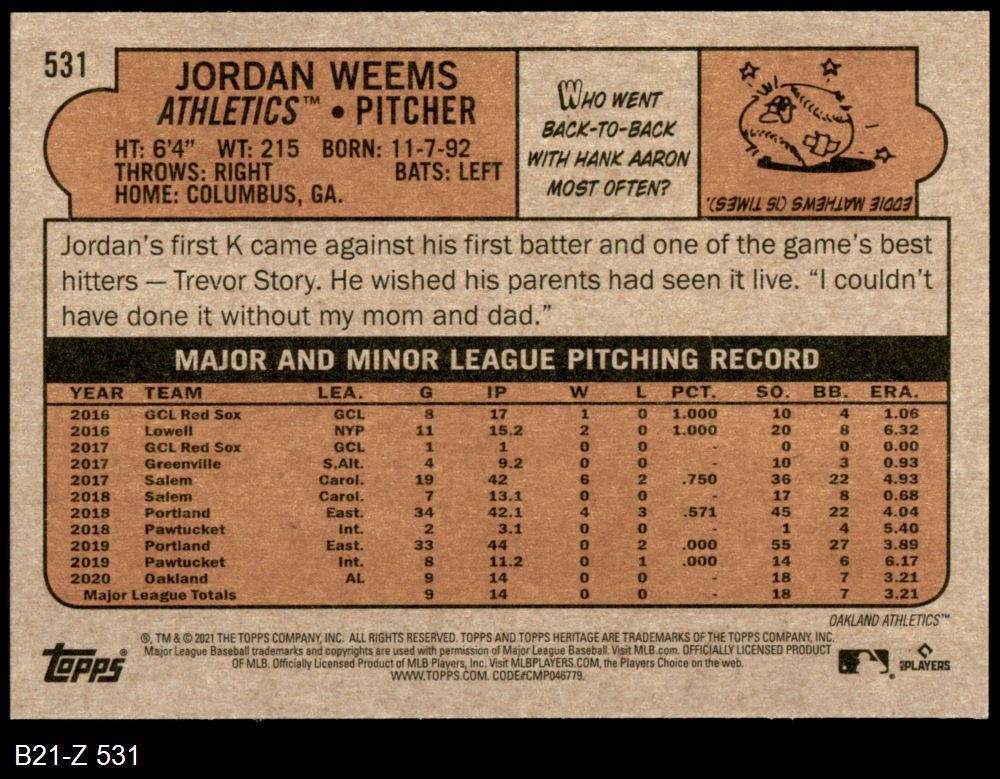 531
JORDAN WEEMS
ATHLETICS™ • PITCHER
HT: 6'4" WT: 215 BORN: 11-7-92
THROWS: RIGHT BATS: LEFT
HOME: COLUMBUS, GA.
WHO WENT
BACK-TO-BACK
WITH HANK AARON
MOST OFTEN?
EDDIE MATHEWS (15 TIMES).
Jordan's first K came against his first batter and one of the game's best
hitters — Trevor Story. He wished his parents had seen it live. “I couldn't
have done it without my mom and dad.”
MAJOR AND MINOR LEAGUE PITCHING RECORD
YEAR TEAM LEA. G IP W L PCT. SO. BB. ERA.
2016 GCL Red Sox GCL 8 17 1 0 1.000 10 4 1.06
2016 Lowell NYP 11 15.2 2 0 1.000 20 8 6.32
2017 GCL Red Sox GCL 1 1 0 0 - 0 0 0.00
2017 Greenville S.Atl. 4 9.2 0 0 - 10 3 0.93
2017 Salem Carol. 19 42 6 2 .750 36 22 4.93
2018 Salem Carol. 7 13.1 0 0 - 17 8 0.68
2018 Portland East. 34 42.1 4 3 .571 45 22 4.04
2018 Pawtucket Int. 2 3.1 0 0 - 1 4 5.40
2019 Portland East. 33 44 0 2 .000 55 27 3.89
2019 Pawtucket Int. 8 11.2 0 1 .000 14 6 6.17
2020 Oakland AL 9 14 0 0 - 18 7 3.21
Major League Totals 9 14 0 0 - 18 7 3.21
OAKLAND ATHLETICS™
Topps®
®, TM & © 2021 THE TOPPS COMPANY, INC. ALL RIGHTS RESERVED. TOPPS AND TOPPS HERITAGE ARE TRADEMARKS OF THE TOPPS COMPANY, INC.
Major League Baseball trademarks and copyrights are used with permission of Major League Baseball. Visit MLB.com. OFFICIALLY LICENSED PRODUCT
OF MLB. Officially Licensed Product of MLB Players, Inc. Visit MLBPLAYERS.COM, the Players Choice on the web.
WWW.TOPPS.COM. CODE#CMP046779.
MLB PLAYERS
B21-Z 531